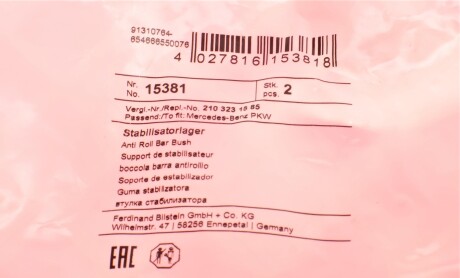 91310764-
654666550076
4 027816 153818
Nr.
No. 15381 Stk.
pcs. 2
Vergl.-Nr./Repl.-No. 210 323 16 85
Passend./To fit: Mercedes-Benz PKW
Stabilisatorlager
Anti Roll Bar Bush
Support de stabilisateur
boccola barra antirollio
Soporte de estabilizador
Guma stabilizatora
втулка стабилизатора
Ferdinand Bilstein GmbH + Co. KG
Wilhelmstr. 47 | 58256 Ennepetal | Germany
EAC